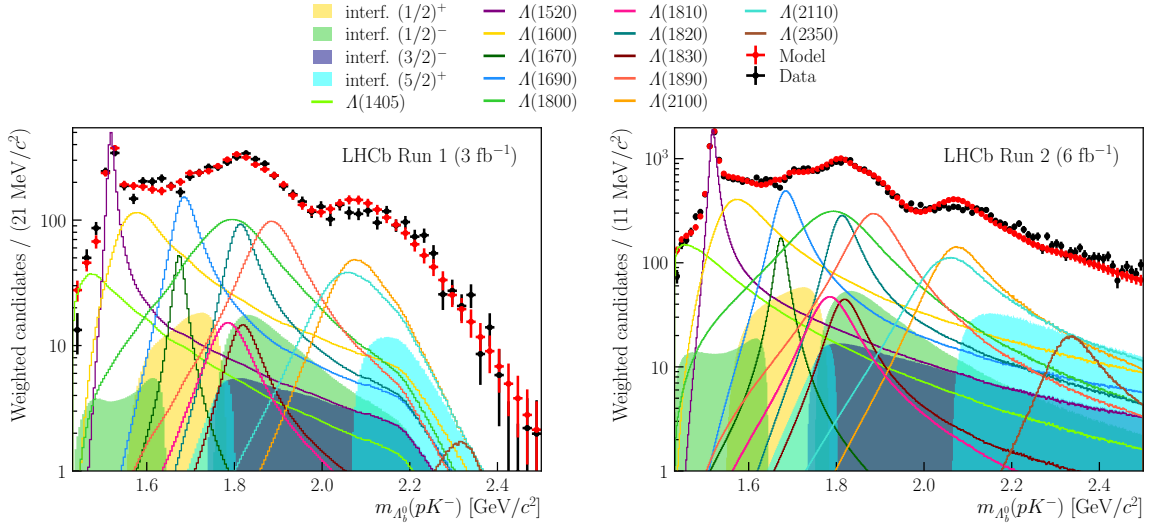 interf. (1/2)⁺
interf. (1/2)⁻
interf. (3/2)⁻
interf. (5/2)⁺
Λ(1405)
Λ(1520)
Λ(1600)
Λ(1670)
Λ(1690)
Λ(1800)
Λ(1810)
Λ(1820)
Λ(1830)
Λ(1890)
Λ(2100)
Λ(2110)
Λ(2350)
Model
Data
LHCb Run 1 (3 fb⁻¹)
Weighted candidates / (21 MeV/c²)
100
10
1
1.6 1.8 2.0 2.2 2.4
m_{Λ_b^0}(pK⁻) [GeV/c²]
LHCb Run 2 (6 fb⁻¹)
Weighted candidates / (11 MeV/c²)
10³
100
10
1
1.6 1.8 2.0 2.2 2.4
m_{Λ_b^0}(pK⁻) [GeV/c²]